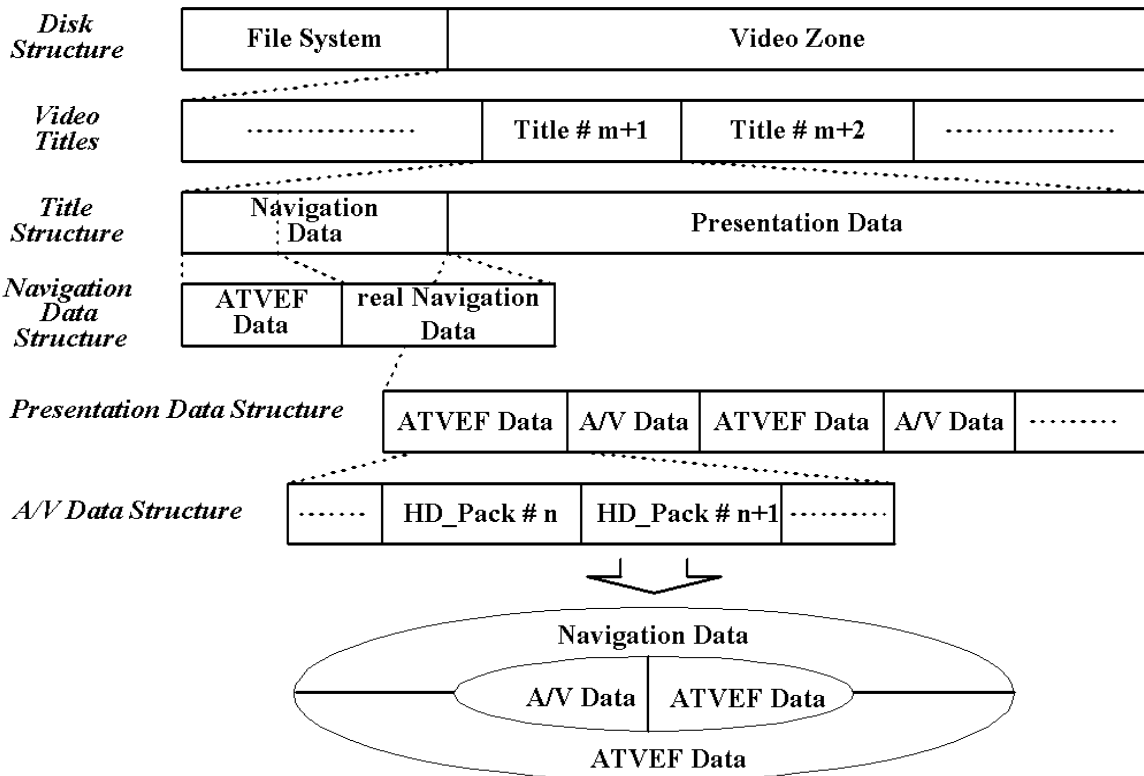 Disk
Structure
File System
Video Zone
Video
Titles
....................
Title # m+1
Title # m+2
....................
Title
Structure
Navigation
Data
Presentation Data
Navigation
Data
Structure
ATVEF
Data
real Navigation
Data
Presentation Data Structure
ATVEF Data
A/V Data
ATVEF Data
A/V Data
............
A/V Data Structure
........
HD_Pack # n
HD_Pack # n+1
............
Navigation Data
A/V Data
ATVEF Data
ATVEF Data